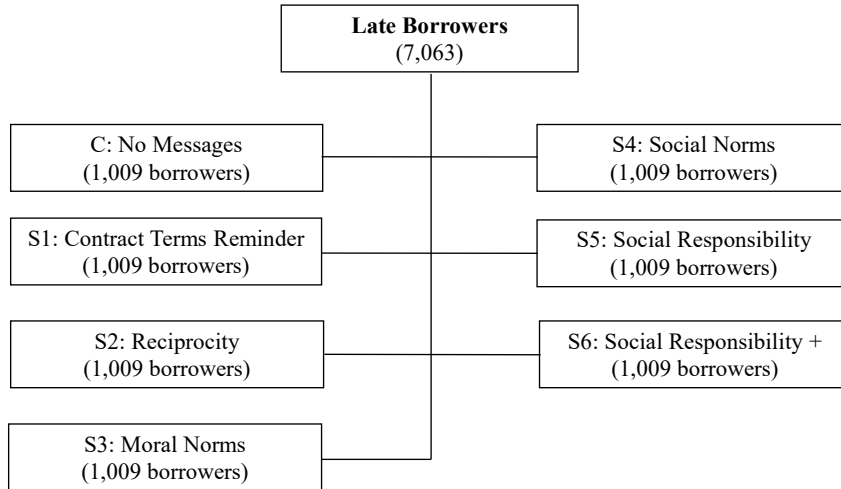 Late Borrowers
(7,063)
C: No Messages
(1,009 borrowers)
S1: Contract Terms Reminder
(1,009 borrowers)
S2: Reciprocity
(1,009 borrowers)
S3: Moral Norms
(1,009 borrowers)
S4: Social Norms
(1,009 borrowers)
S5: Social Responsibility
(1,009 borrowers)
S6: Social Responsibility +
(1,009 borrowers)